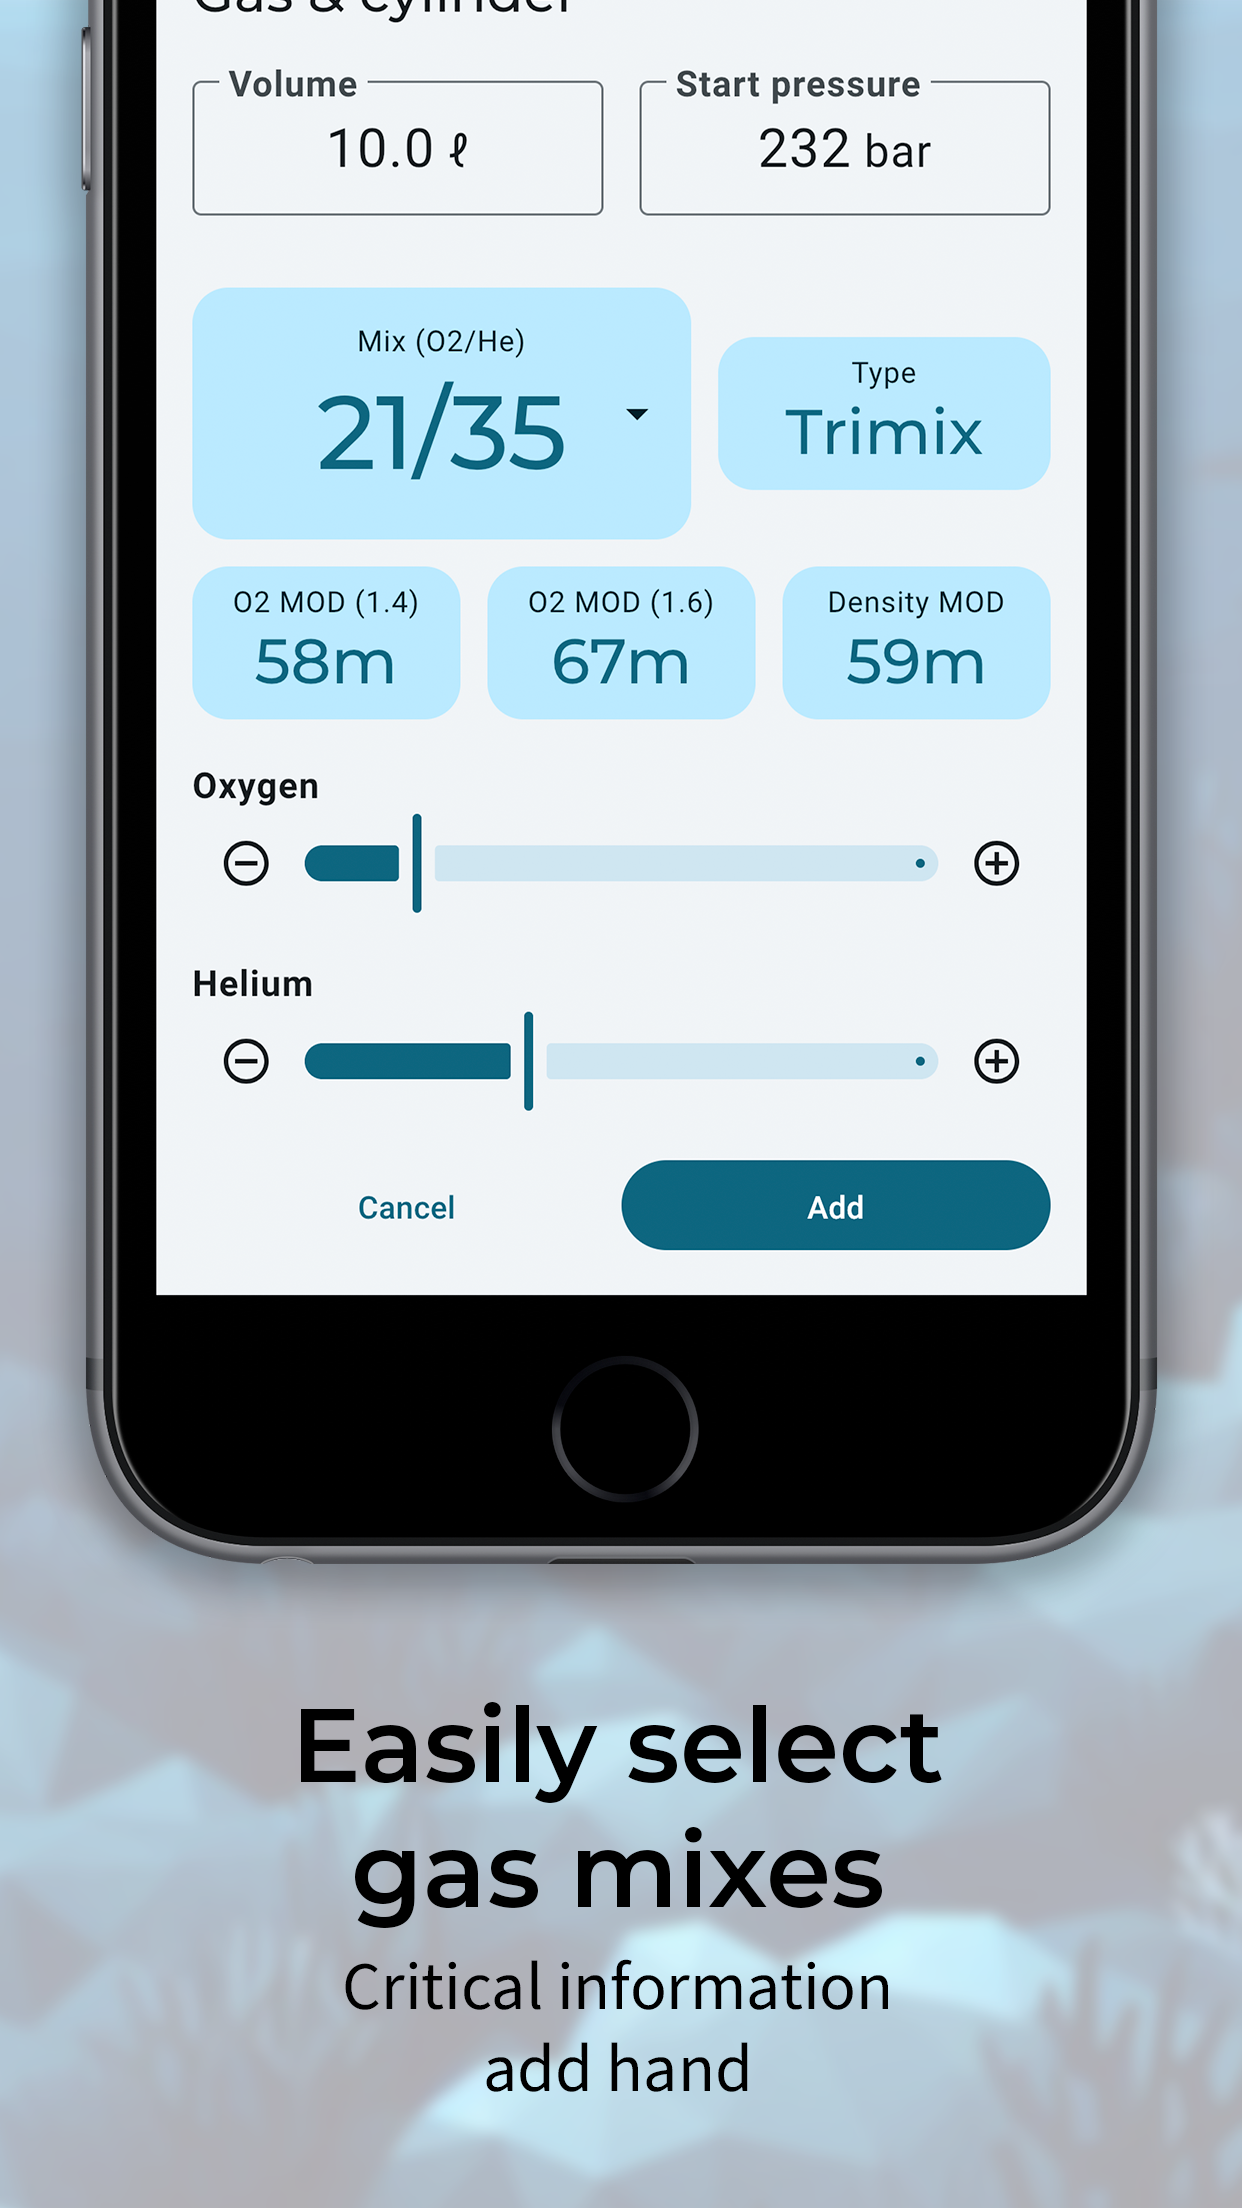 Gas & cylinder
Volume
10.0 ℓ
Start pressure
232 bar
Mix (O2/He)
21/35
Type
Trimix
O2 MOD (1.4)
58m
O2 MOD (1.6)
67m
Density MOD
59m
Oxygen
Helium
Cancel
Add
Easily select
gas mixes
Critical information
add hand